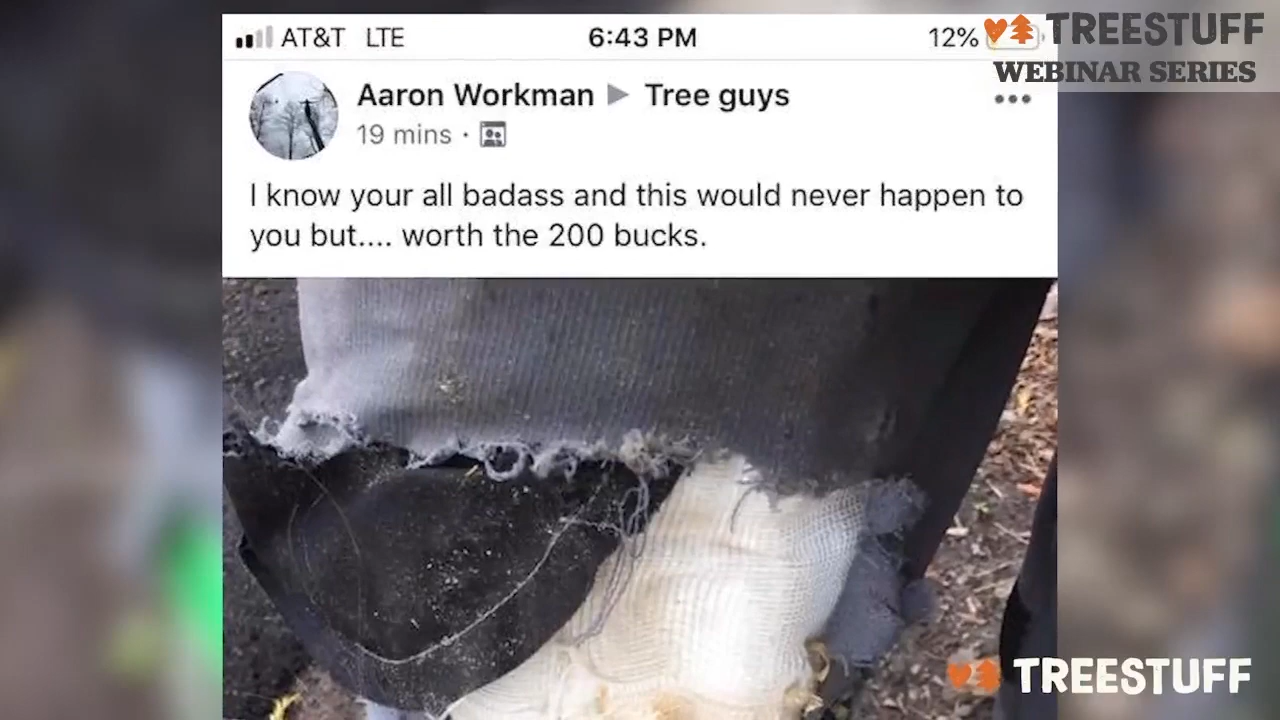 AT&T LTE 6:43 PM 12%
TREESTUFF
WEBINAR SERIES
Aaron Workman ▶ Tree guys
19 mins ·
I know your all badass and this would never happen to
you but.... worth the 200 bucks.
TREESTUFF